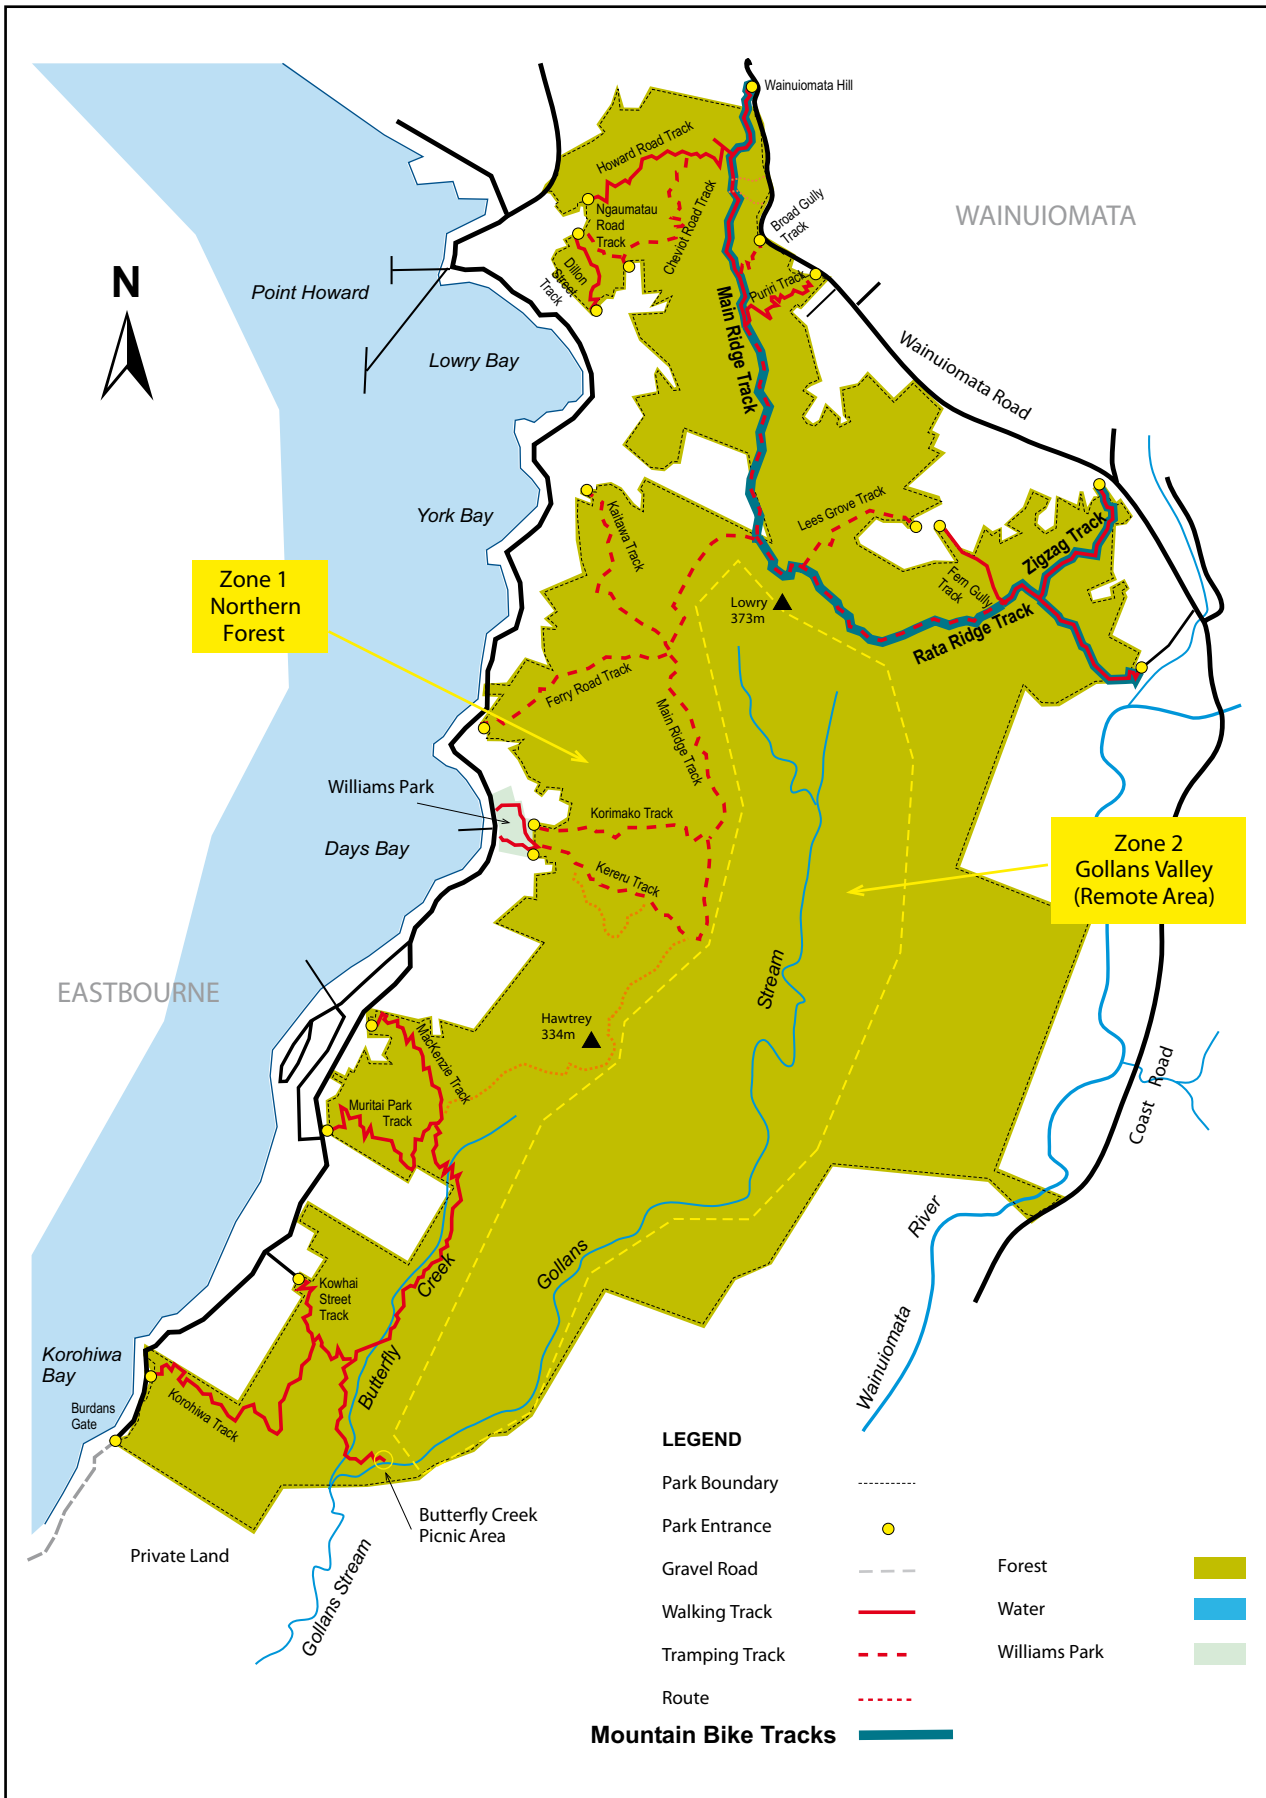 Wainuiomata Hill
Howard Road Track
WAINUIOMATA
Ngaumatau
Road
Track
Cheviot Road Track
Broad Gully
Track
Dillon
Street
Track
Puriri Track
N
Point Howard
Main Ridge Track
Lowry Bay
Wainuiomata Road
York Bay
Kaitawa Track
Lees Grove Track
Zigzag Track
Fern Gully
Track
Zone 1
Northern
Forest
Lowry
373m
Rata Ridge Track
Ferry Road Track
Main Ridge Track
Williams Park
Korimako Track
Days Bay
Kereru Track
Zone 2
Gollans Valley
(Remote Area)
Stream
EASTBOURNE
Hawtrey
334m
MacKenzie Track
Muritai Park
Track
Coast Road
River
Gollans
Creek
Kowhai
Street
Track
Wainuiomata
Korohiwa
Bay
Butterfly
Burdans
Gate
Korohiwa Track
Butterfly Creek
Picnic Area
Private Land
Gollans Stream
LEGEND
Park Boundary
Park Entrance
Gravel Road
Forest
Walking Track
Water
Tramping Track
Williams Park
Route
Mountain Bike Tracks